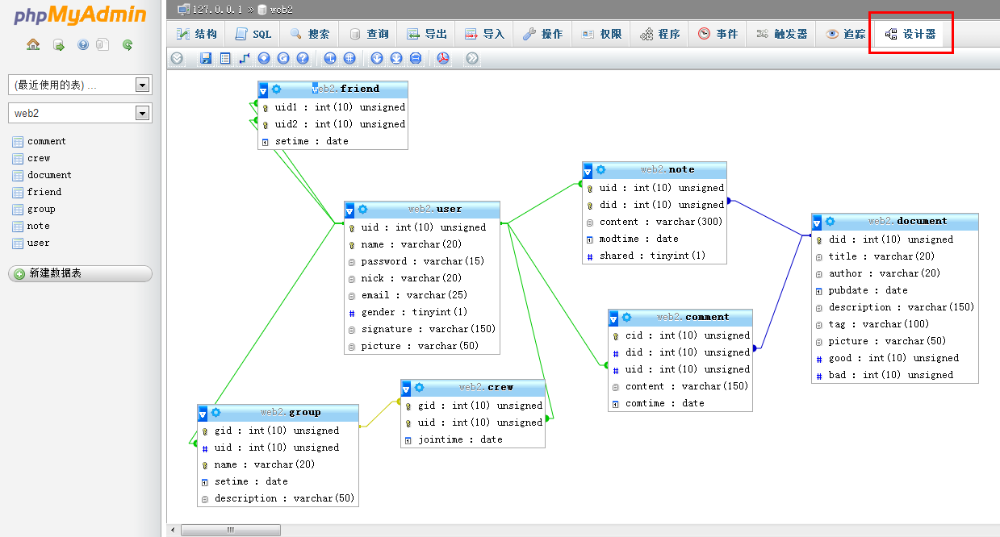 phpMyAdmin
(最近使用的表) ...
web2
comment
crew
document
friend
group
note
user
新建数据表
127.0.0.1 » web2
结构 SQL 搜索 查询 导出 导入 操作 权限 程序 事件 触发器 追踪 设计器
web2.friend
uid1 : int(10) unsigned
uid2 : int(10) unsigned
setime : date
web2.user
uid : int(10) unsigned
name : varchar(20)
password : varchar(15)
nick : varchar(20)
email : varchar(25)
gender : tinyint(1)
signature : varchar(150)
picture : varchar(50)
web2.note
uid : int(10) unsigned
did : int(10) unsigned
content : varchar(300)
modtime : date
shared : tinyint(1)
web2.document
did : int(10) unsigned
title : varchar(20)
author : varchar(20)
pubdate : date
description : varchar(150)
tag : varchar(100)
picture : varchar(50)
good : int(10) unsigned
bad : int(10) unsigned
web2.comment
cid : int(10) unsigned
did : int(10) unsigned
uid : int(10) unsigned
content : varchar(150)
comtime : date
web2.crew
gid : int(10) unsigned
uid : int(10) unsigned
jointime : date
web2.group
gid : int(10) unsigned
uid : int(10) unsigned
name : varchar(20)
setime : date
description : varchar(50)